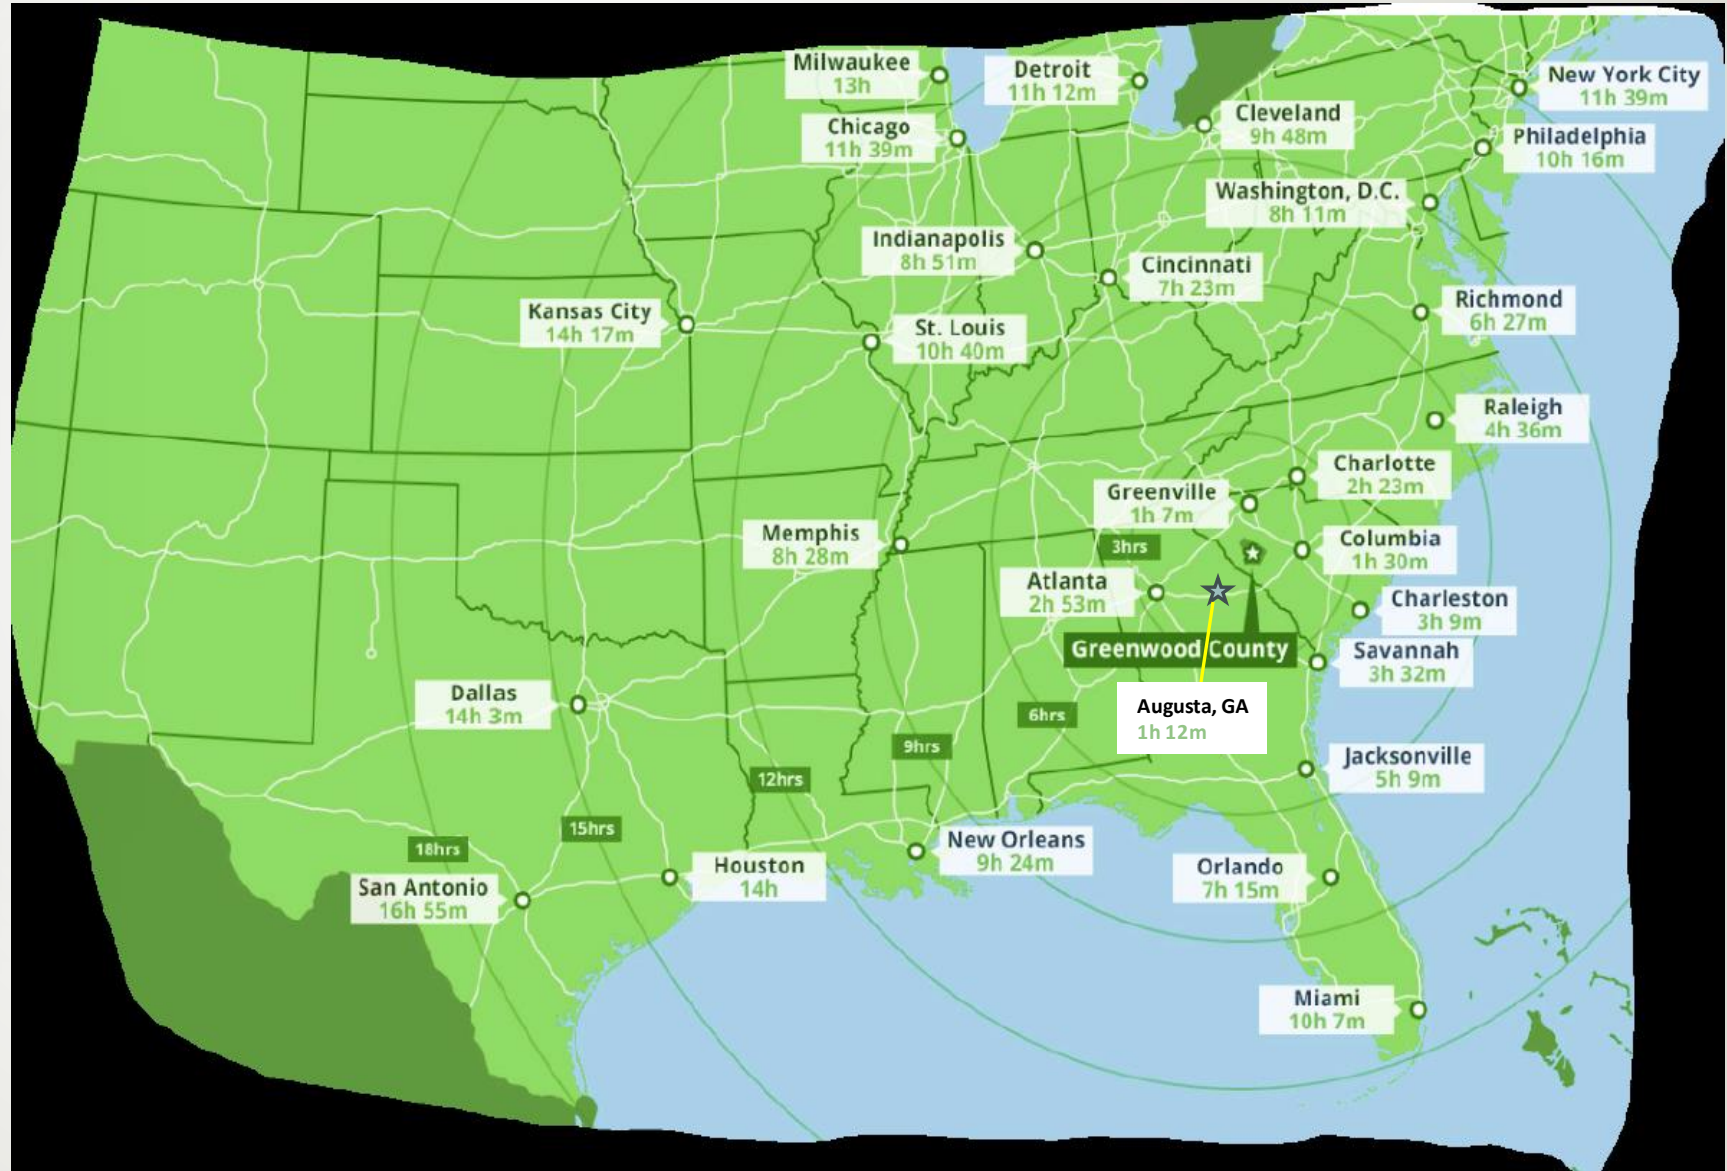 Milwaukee
13h
Detroit
11h 12m
New York City
11h 39m
Chicago
11h 39m
Cleveland
9h 48m
Philadelphia
10h 16m
Washington, D.C.
8h 11m
Indianapolis
8h 51m
Cincinnati
7h 23m
Kansas City
14h 17m
St. Louis
10h 40m
Richmond
6h 27m
Raleigh
4h 36m
Charlotte
2h 23m
Greenville
1h 7m
Memphis
8h 28m
3hrs
Columbia
1h 30m
Atlanta
2h 53m
Charleston
3h 9m
Greenwood County
Savannah
3h 32m
Dallas
14h 3m
Augusta, GA
1h 12m
6hrs
9hrs
12hrs
Jacksonville
5h 9m
15hrs
18hrs
New Orleans
9h 24m
Houston
14h
Orlando
7h 15m
San Antonio
16h 55m
Miami
10h 7m